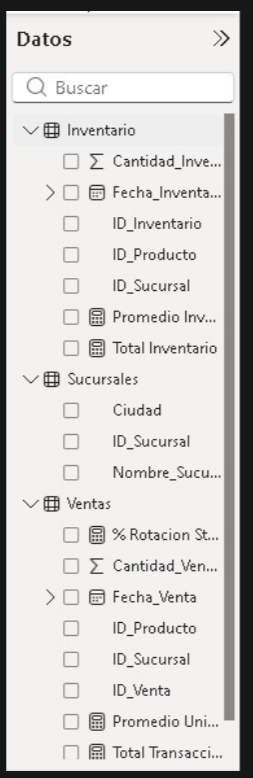 Datos
Buscar
Inventario
Cantidad_Inve...
Fecha_Inventa...
ID_Inventario
ID_Producto
ID_Sucursal
Promedio Inv...
Total Inventario
Sucursales
Ciudad
ID_Sucursal
Nombre_Sucu...
Ventas
% Rotacion St...
Cantidad_Ven...
Fecha_Venta
ID_Producto
ID_Sucursal
ID_Venta
Promedio Uni...
Total Transacci...